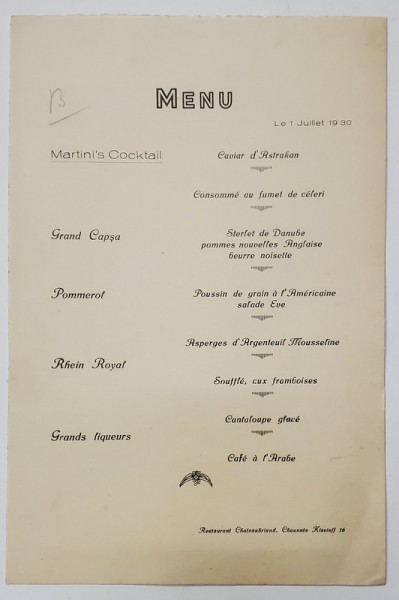 B
MENU
Le 1 Juillet 1930
Martini's Cocktail
Caviar d'Astrakan
Consommé au fumet de céleri
Grand Capşa
Sterlet de Danube
pommes nouvelles Anglaise
beurre noisette
Pommerol
Poussin de grain à l'Américaine
salade Eve
Asperges d'Argenteuil Mousseline
Rhein Royal
Soufflé, aux framboises
Cantaloupe glacé
Grands liqueurs
Café à l'Arabe
Restaurant Chateaubriand, Chaussée Kiseleff 16